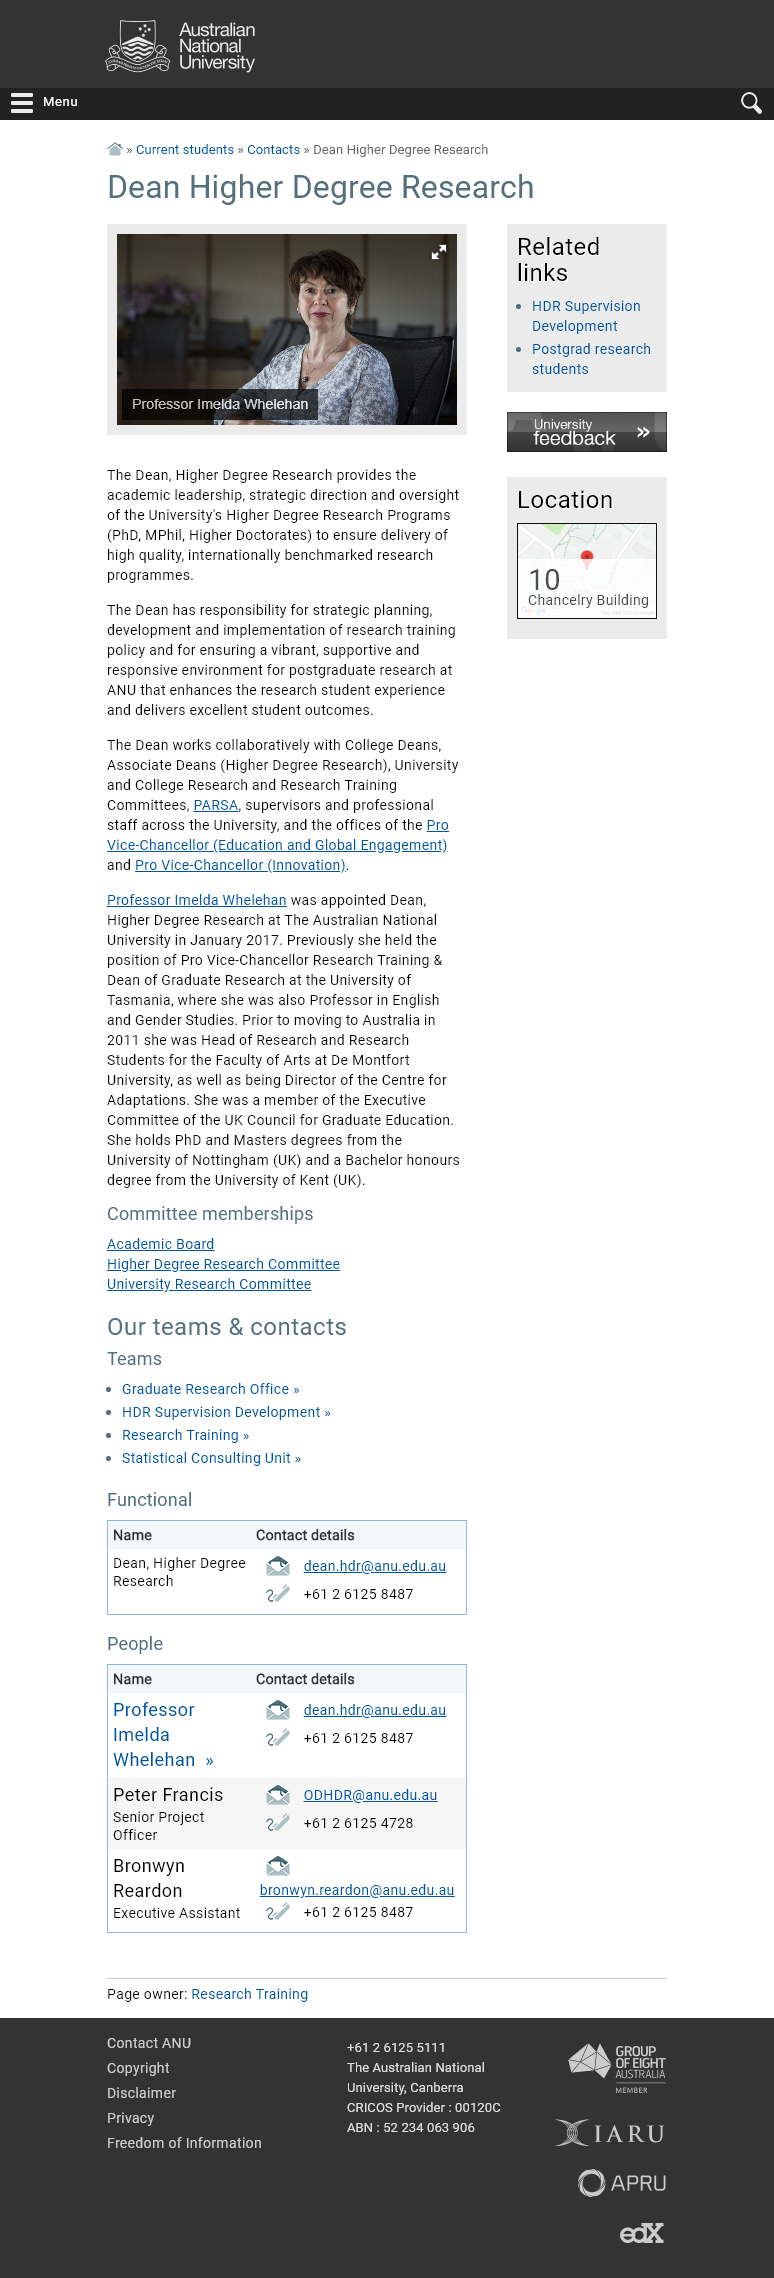 Australian
National
University
Menu
» Current students » Contacts » Dean Higher Degree Research
Dean Higher Degree Research
Professor Imelda Whelehan
The Dean, Higher Degree Research provides the
academic leadership, strategic direction and oversight
of the University's Higher Degree Research Programs
(PhD, MPhil, Higher Doctorates) to ensure delivery of
high quality, internationally benchmarked research
programmes.
The Dean has responsibility for strategic planning,
development and implementation of research training
policy and for ensuring a vibrant, supportive and
responsive environment for postgraduate research at
ANU that enhances the research student experience
and delivers excellent student outcomes.
The Dean works collaboratively with College Deans,
Associate Deans (Higher Degree Research), University
and College Research and Research Training
Committees, PARSA, supervisors and professional
staff across the University, and the offices of the Pro
Vice-Chancellor (Education and Global Engagement)
and Pro Vice-Chancellor (Innovation).
Professor Imelda Whelehan was appointed Dean,
Higher Degree Research at The Australian National
University in January 2017. Previously she held the
position of Pro Vice-Chancellor Research Training &
Dean of Graduate Research at the University of
Tasmania, where she was also Professor in English
and Gender Studies. Prior to moving to Australia in
2011 she was Head of Research and Research
Students for the Faculty of Arts at De Montfort
University, as well as being Director of the Centre for
Adaptations. She was a member of the Executive
Committee of the UK Council for Graduate Education.
She holds PhD and Masters degrees from the
University of Nottingham (UK) and a Bachelor honours
degree from the University of Kent (UK).
Committee memberships
Academic Board
Higher Degree Research Committee
University Research Committee
Our teams & contacts
Teams
Graduate Research Office »
HDR Supervision Development »
Research Training »
Statistical Consulting Unit »
Functional
Name Contact details
Dean, Higher Degree
Research
dean.hdr@anu.edu.au
+61 2 6125 8487
People
Name Contact details
Professor
Imelda
Whelehan »
dean.hdr@anu.edu.au
+61 2 6125 8487
Peter Francis
Senior Project
Officer
ODHDR@anu.edu.au
+61 2 6125 4728
Bronwyn
Reardon
Executive Assistant
bronwyn.reardon@anu.edu.au
+61 2 6125 8487
Related
links
HDR Supervision
Development
Postgrad research
students
University
feedback »
Location
10
Chancelry Building
Page owner: Research Training
Contact ANU
Copyright
Disclaimer
Privacy
Freedom of Information
+61 2 6125 5111
The Australian National
University, Canberra
CRICOS Provider : 00120C
ABN : 52 234 063 906
GROUP
OF EIGHT
AUSTRALIA
MEMBER
IARU
APRU
edX